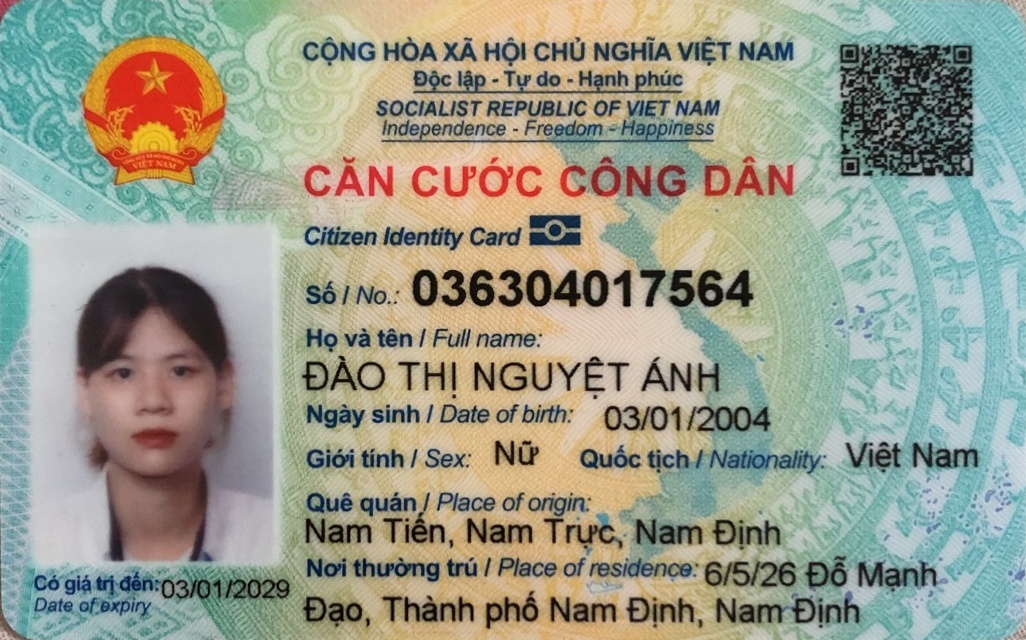 CỘNG HÒA XÃ HỘI CHỦ NGHĨA VIỆT NAM
Độc lập - Tự do - Hạnh phúc
SOCIALIST REPUBLIC OF VIET NAM
Independence - Freedom - Happiness
CĂN CƯỚC CÔNG DÂN
Citizen Identity Card
Số / No.: 036304017564
Họ và tên / Full name:
ĐÀO THỊ NGUYỆT ÁNH
Ngày sinh / Date of birth: 03/01/2004
Giới tính / Sex: Nữ Quốc tịch / Nationality: Việt Nam
Quê quán / Place of origin:
Nam Tiến, Nam Trực, Nam Định
Nơi thường trú / Place of residence: 6/5/26 Đỗ Mạnh
Đạo, Thành phố Nam Định, Nam Định
Có giá trị đến: 03/01/2029
Date of expiry
VIỆT NAM